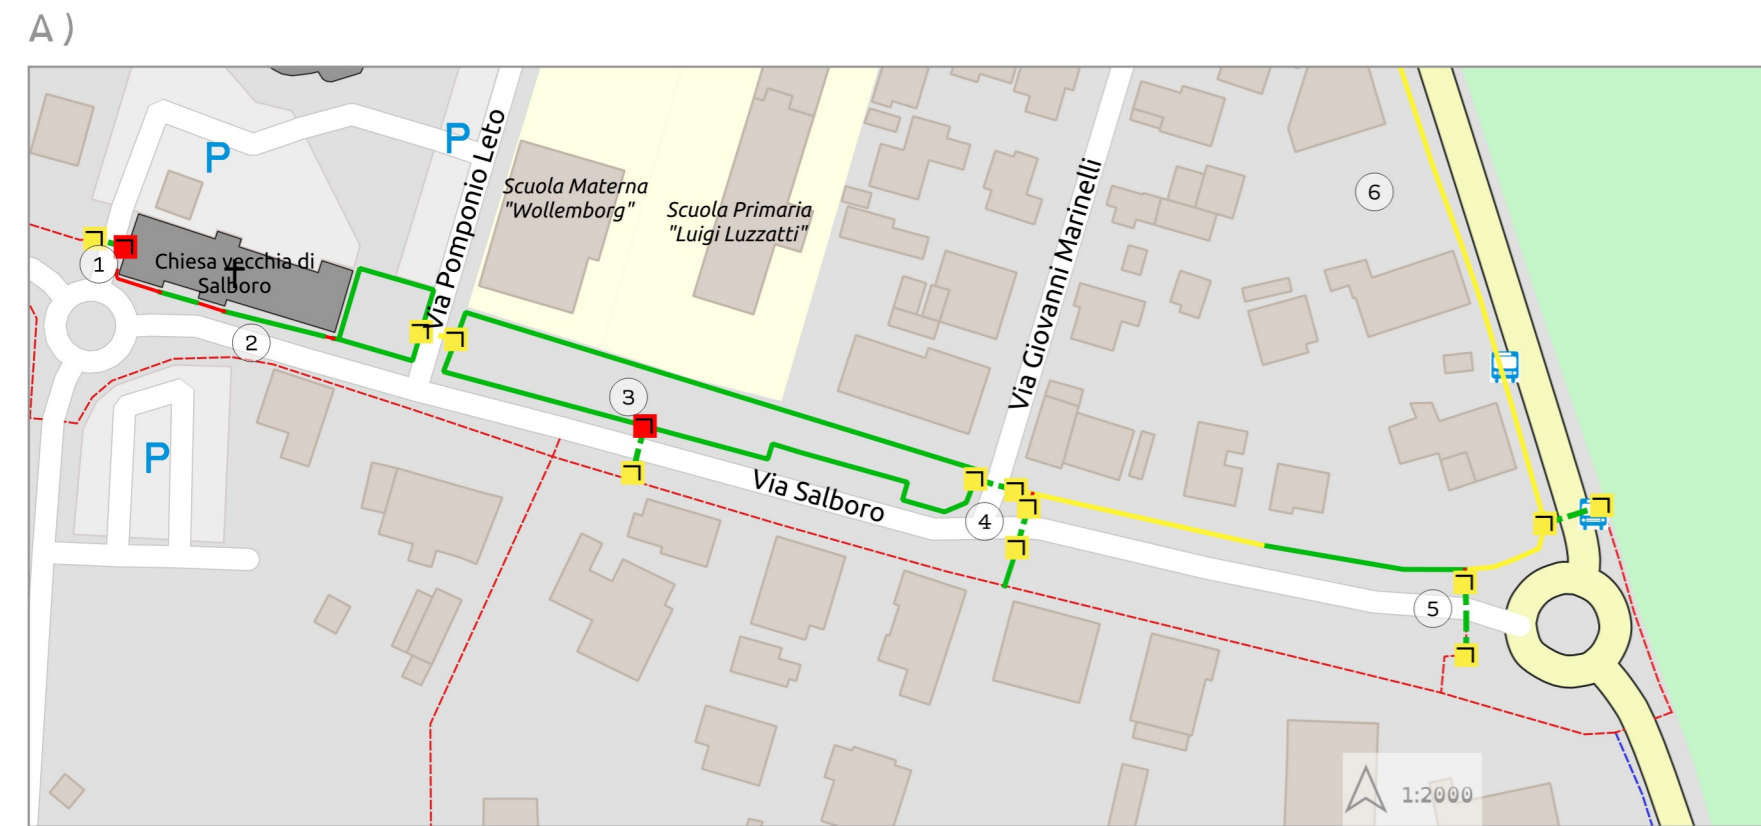 A)
P
P
Via Pomponio Leto
Scuola Materna
"Wollemborg"
Scuola Primaria
"Luigi Luzzatti"
Via Giovanni Marinelli
6
1
Chiesa vecchia di
Salboro
2
3
P
Via Salboro
4
5
1:2000